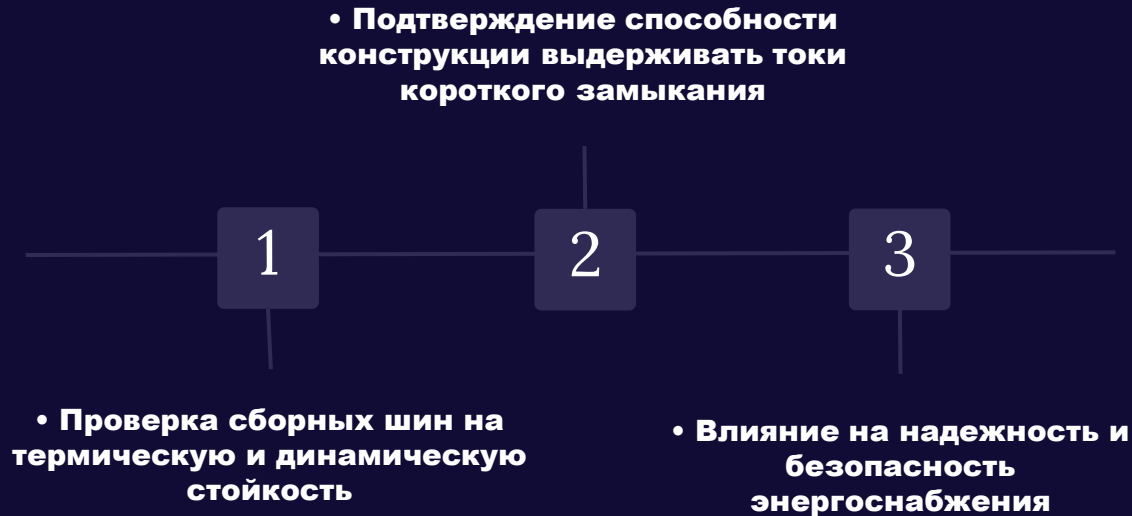 • Подтверждение способности
конструкции выдерживать токи
короткого замыкания
1
2
3
• Проверка сборных шин на
термическую и динамическую
стойкость
• Влияние на надежность и
безопасность
энергоснабжения